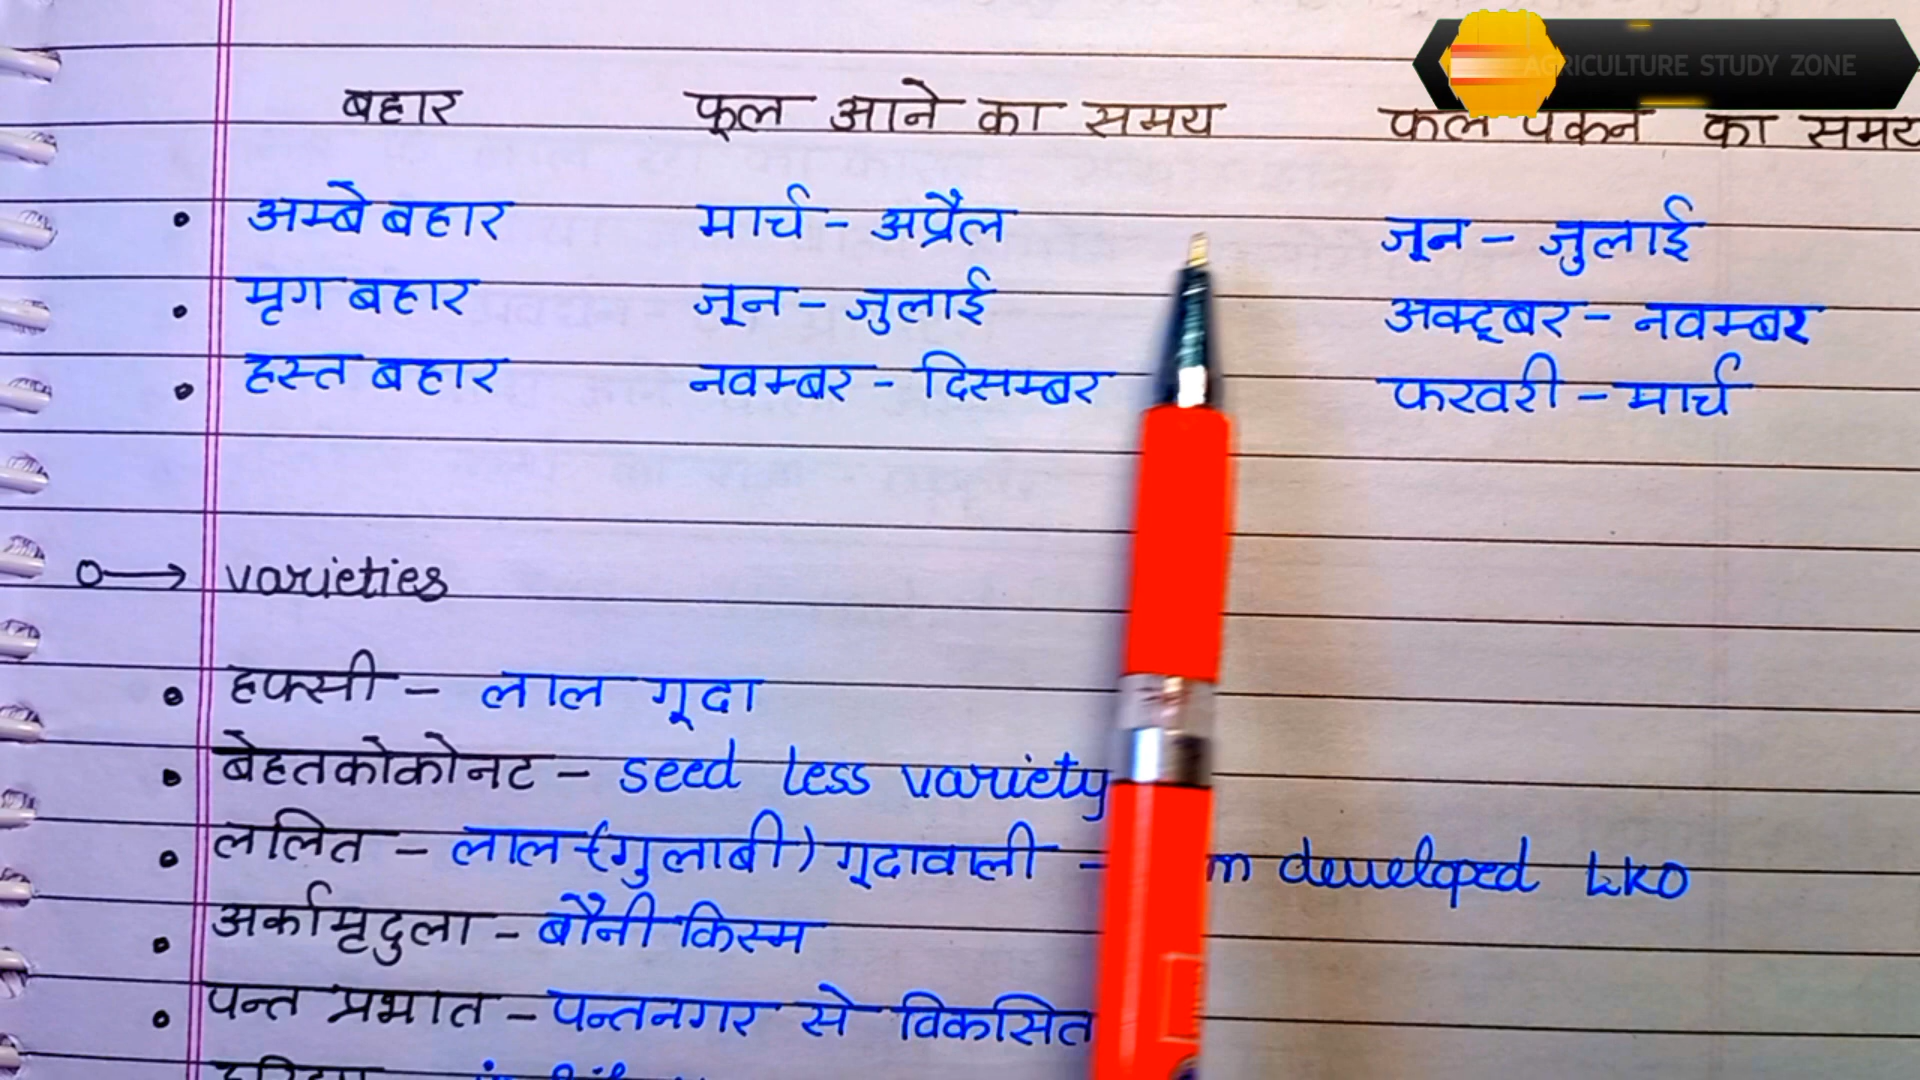 AGRICULTURE STUDY ZONE
बहार फूल आने का समय फल पकने का समय
• अम्बे बहार मार्च - अप्रैल जून - जुलाई
• मृग बहार जून - जुलाई अक्टूबर - नवम्बर
• हस्त बहार नवम्बर - दिसम्बर फरवरी - मार्च
o→ varieties
• हफ्सी - लाल गूदा
• बेहतकोकोनट - seed less variety
• ललित - लाल (गुलाबी) गूदावाली - developed LKO
• अर्कामृदुला - बौनी किस्म
• पन्त प्रभात - पन्तनगर से विकसित